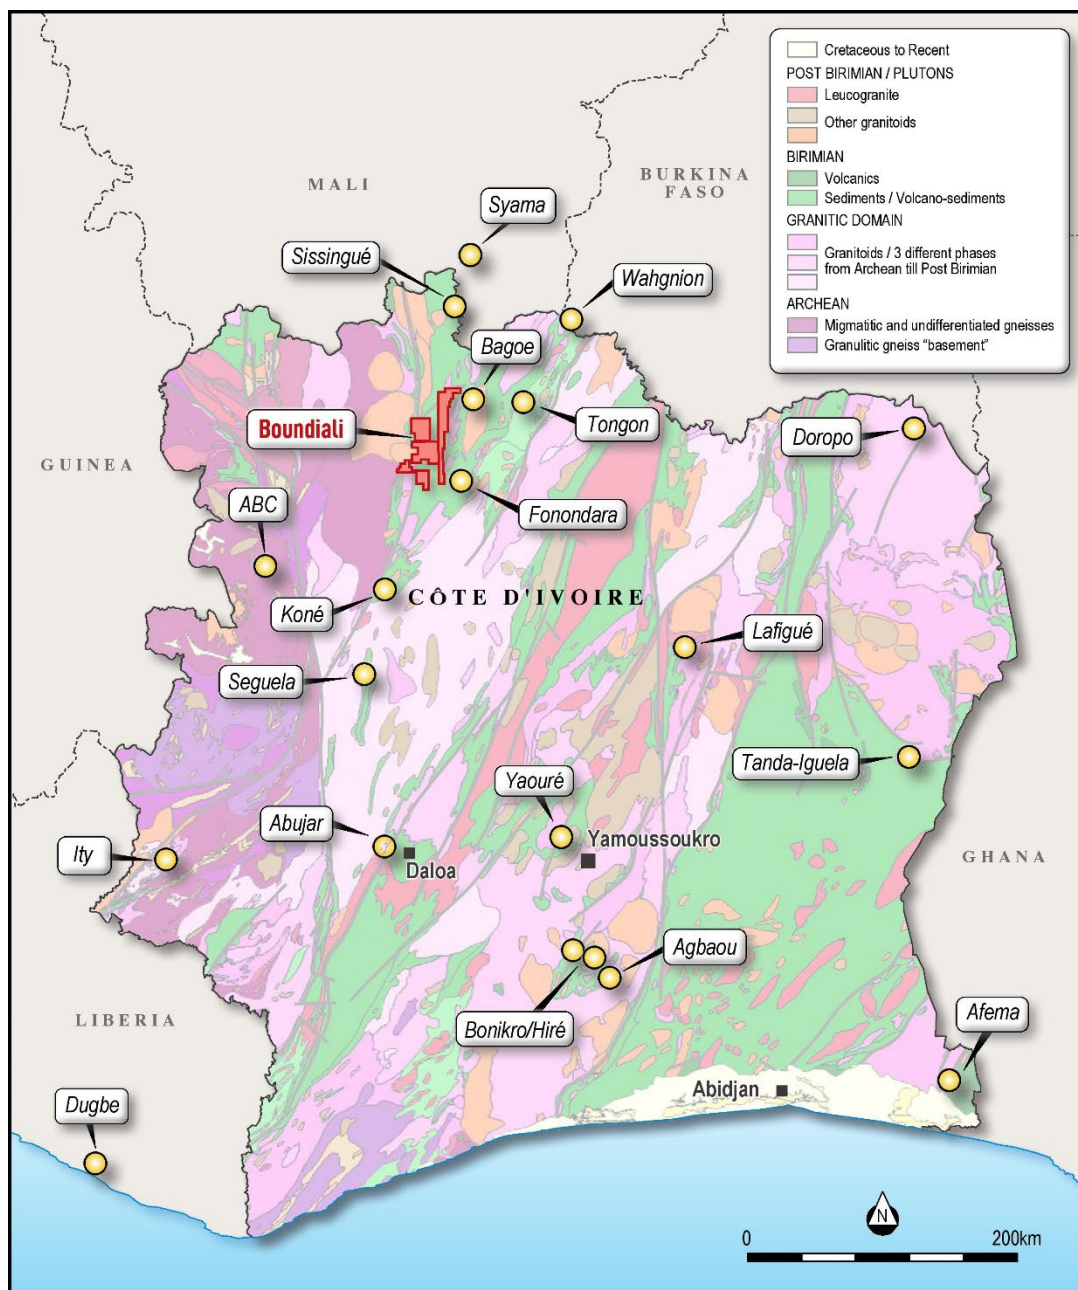 Cretaceous to Recent
POST BIRIMIAN / PLUTONS
Leucogranite
Other granitoids
BIRIMIAN
Volcanics
Sediments / Volcano-sediments
GRANITIC DOMAIN
Granitoids / 3 different phases
from Archean till Post Birimian
ARCHEAN
Migmatitic and undifferentiated gneisses
Granulitic gneiss “basement”
MALI
BURKINA
FASO
Syama
Sissingué
Wahgnion
Bagoe
Boundiali
Tongon
Doropo
GUINEA
ABC
Fonondara
CÔTE D'IVOIRE
Koné
Lafigué
Seguela
Tanda-Iguela
Yaouré
Abujar
Yamoussoukro
Ity
Daloa
GHANA
Agbaou
Bonikro/Hiré
LIBERIA
Afema
Abidjan
Dugbe
N
0 200km